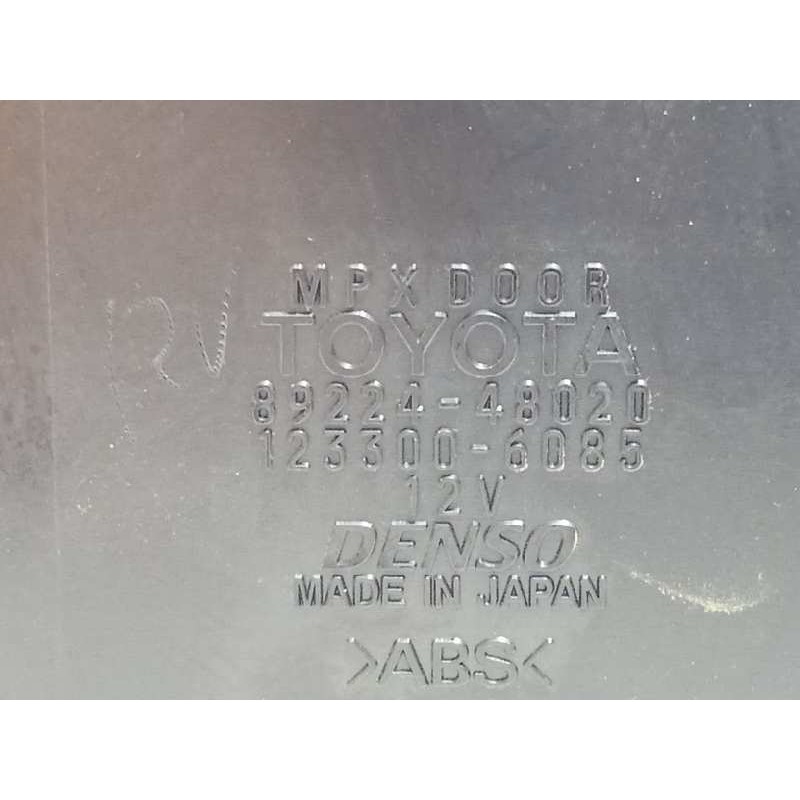 MPX DOOR
TOYOTA
89224-48020
123300-6085
12V
DENSO
MADE IN JAPAN
>ABS<